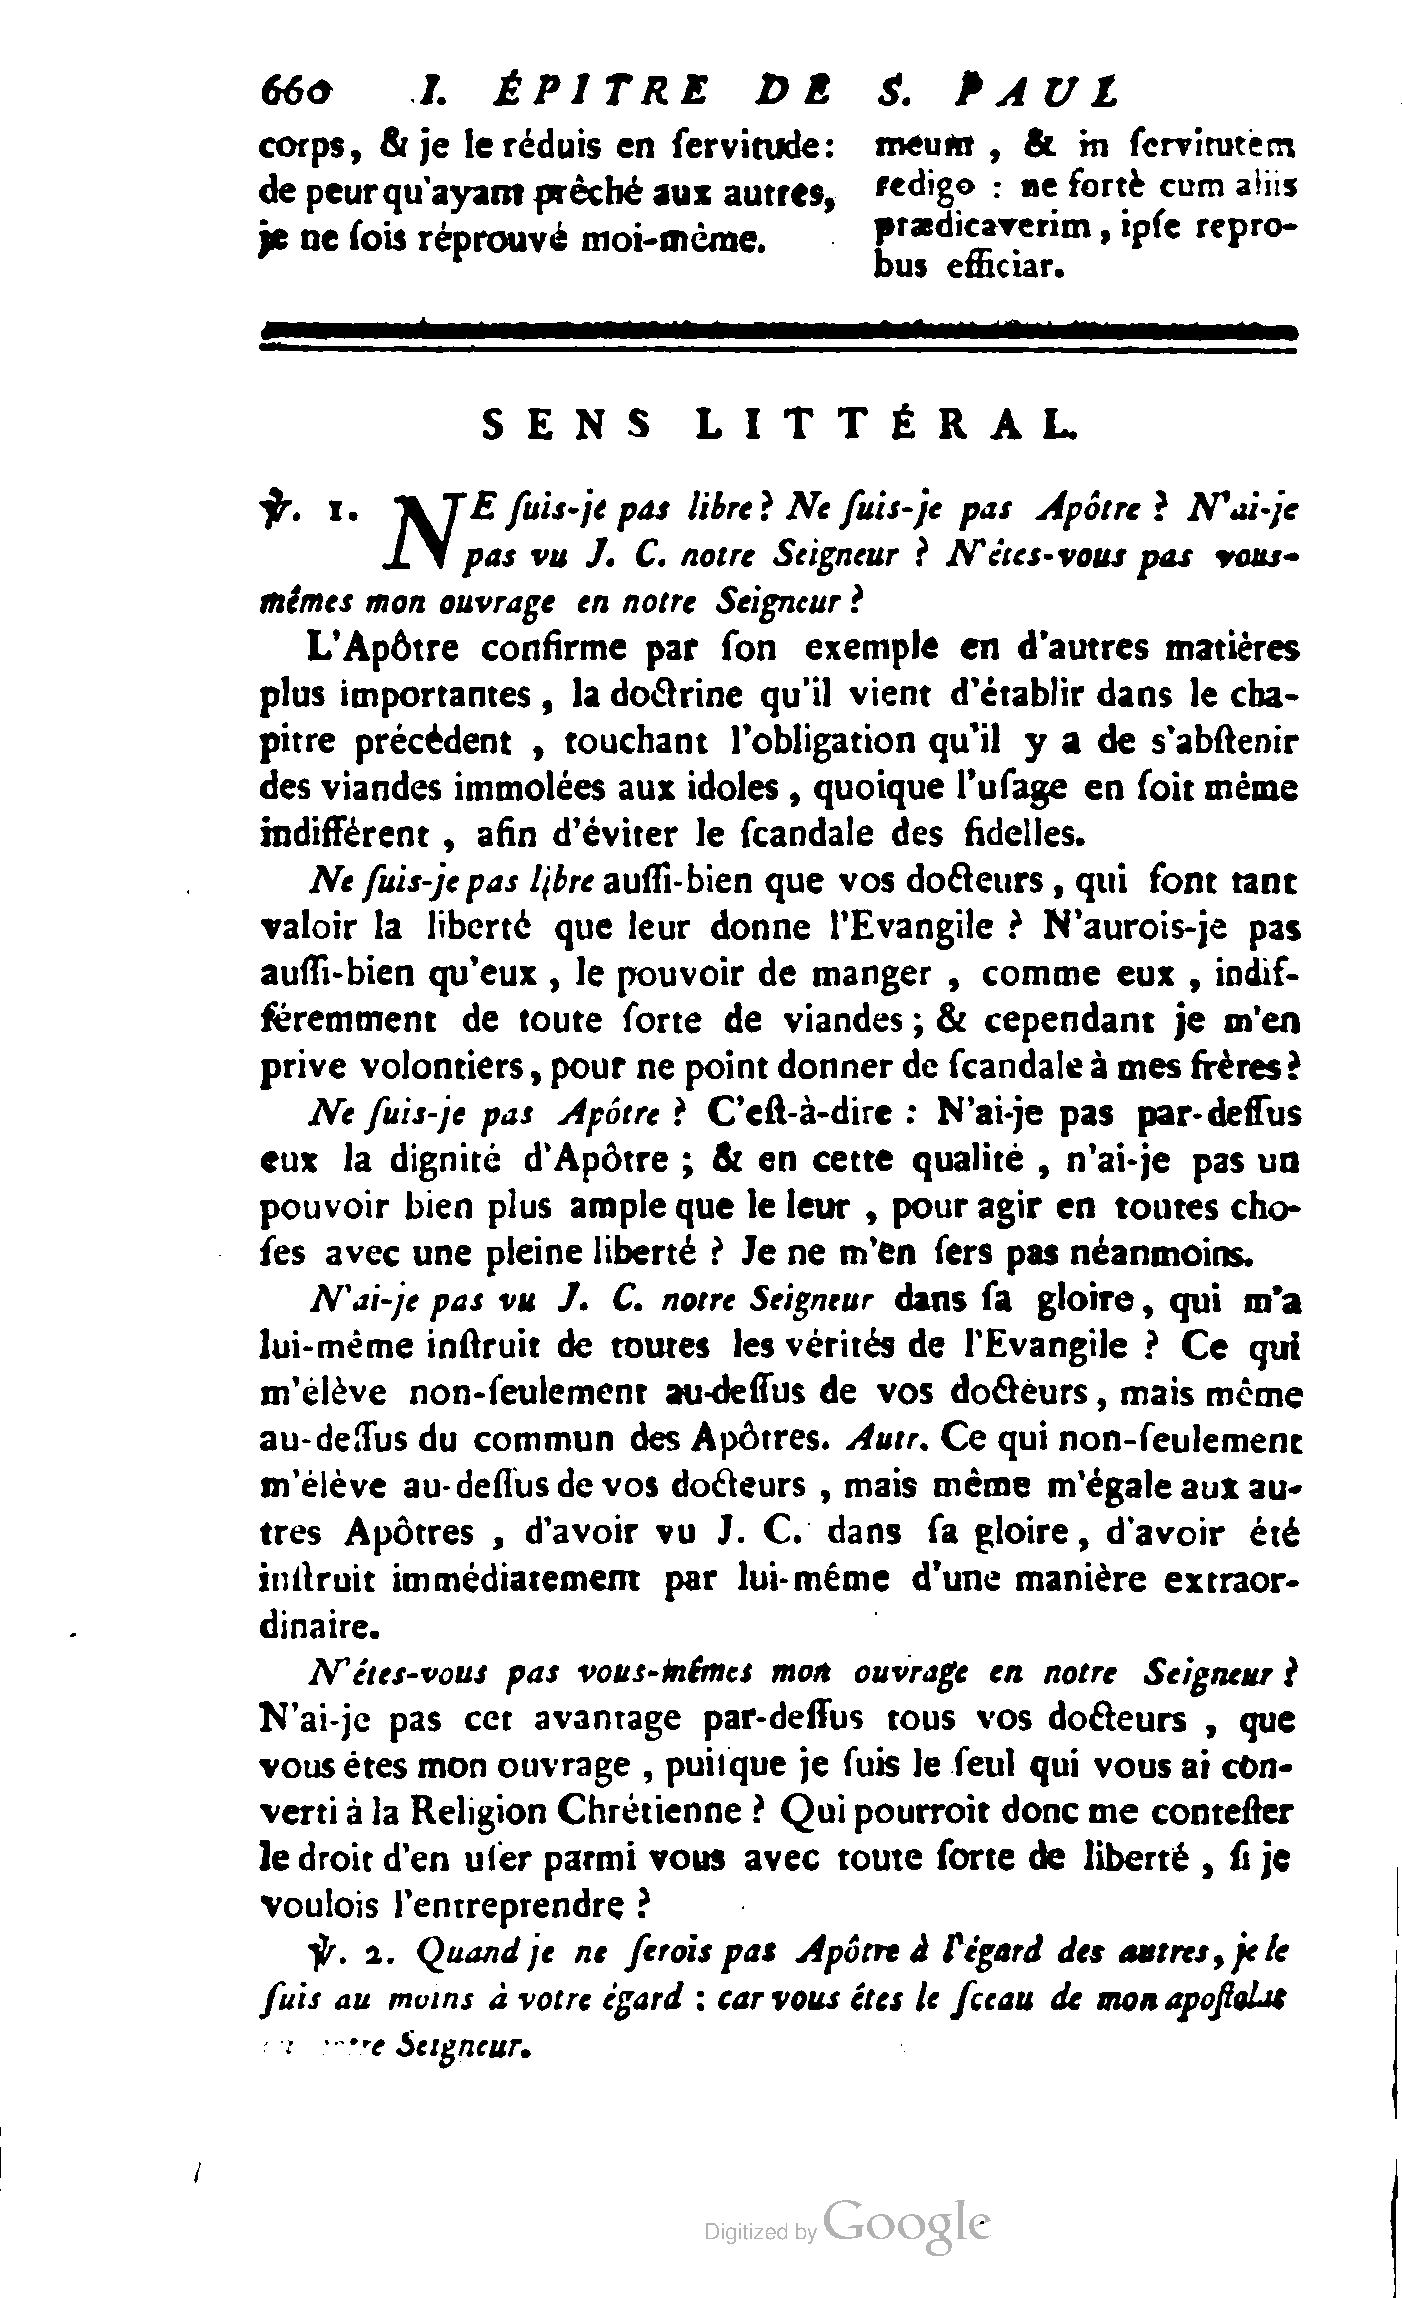 660 I. ÉPITRE DE S. PAUL
corps, & je le réduis en ſervitude:
de peur qu'ayant prêché aux autres,
je ne ſois réprouvé moi-même.
meum , & in ſervitutem
redigo : ne fortè cum aliis
prædicaverim , ipſe repro-
bus efficiar.
SENS LITTÉRAL.
℣. 1. NE ſuis-je pas libre ? Ne ſuis-je pas Apôtre ? N'ai-je
pas vu J. C. notre Seigneur ? N'êtes-vous pas vous-
mêmes mon ouvrage en notre Seigneur ?
L'Apôtre confirme par ſon exemple en d'autres matières
plus importantes , la doctrine qu'il vient d'établir dans le cha-
pitre précédent , touchant l'obligation qu'il y a de s'abſtenir
des viandes immolées aux idoles , quoique l'uſage en ſoit même
indifférent , afin d'éviter le ſcandale des fidelles.
Ne ſuis-je pas libre auſſi-bien que vos docteurs , qui font tant
valoir la liberté que leur donne l'Evangile ? N'aurois-je pas
auſſi-bien qu'eux , le pouvoir de manger , comme eux , indif-
féremment de toute ſorte de viandes ; & cependant je m'en
prive volontiers, pour ne point donner de ſcandale à mes frères ?
Ne ſuis-je pas Apôtre ? C'eſt-à-dire : N'ai-je pas par-deſſus
eux la dignité d'Apôtre ; & en cette qualité , n'ai-je pas un
pouvoir bien plus ample que le leur , pour agir en toutes cho-
ſes avec une pleine liberté ? Je ne m'en ſers pas néanmoins.
N'ai-je pas vu J. C. notre Seigneur dans ſa gloire, qui m'a
lui-même inſtruit de toutes les vérités de l'Evangile ? Ce qui
m'élève non-ſeulement au-deſſus de vos docteurs , mais même
au-deſſus du commun des Apôtres. Autr. Ce qui non-ſeulement
m'élève au-deſſus de vos docteurs , mais même m'égale aux au-
tres Apôtres , d'avoir vu J. C. dans ſa gloire , d'avoir été
inſtruit immédiatement par lui-même d'une manière extraor-
dinaire.
N'êtes-vous pas vous-mêmes mon ouvrage en notre Seigneur ?
N'ai-je pas cet avantage par-deſſus tous vos docteurs , que
vous êtes mon ouvrage , puiſque je ſuis le ſeul qui vous ai con-
verti à la Religion Chrétienne ? Qui pourroit donc me conteſter
le droit d'en uſer parmi vous avec toute ſorte de liberté , ſi je
voulois l'entreprendre ?
℣. 2. Quand je ne ſerois pas Apôtre à l'égard des autres, je le
ſuis au moins à votre égard : car vous êtes le ſceau de mon apoſtolat
Seigneur.
Digitized by Google